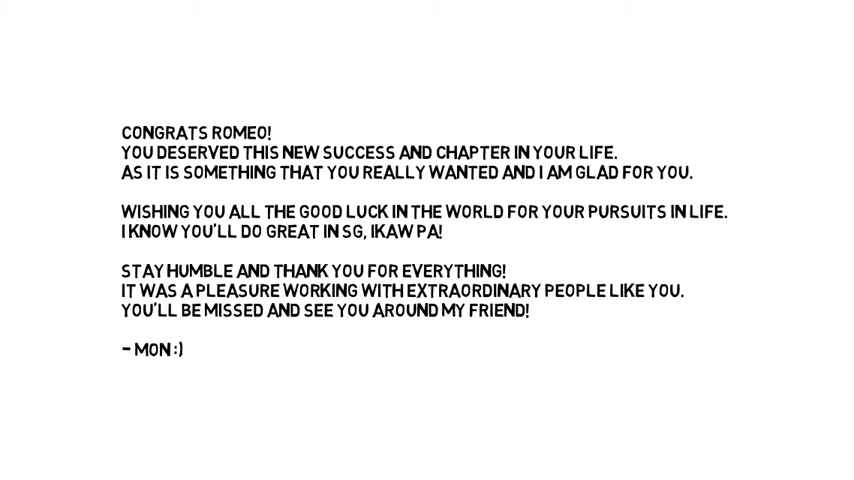 CONGRATS ROMEO!
YOU DESERVED THIS NEW SUCCESS AND CHAPTER IN YOUR LIFE.
AS IT IS SOMETHING THAT YOU REALLY WANTED AND I AM GLAD FOR YOU.
WISHING YOU ALL THE GOOD LUCK IN THE WORLD FOR YOUR PURSUITS IN LIFE.
I KNOW YOU'LL DO GREAT IN SG, IKAW PA!
STAY HUMBLE AND THANK YOU FOR EVERYTHING!
IT WAS A PLEASURE WORKING WITH EXTRAORDINARY PEOPLE LIKE YOU.
YOU'LL BE MISSED AND SEE YOU AROUND MY FRIEND!
- MON :)